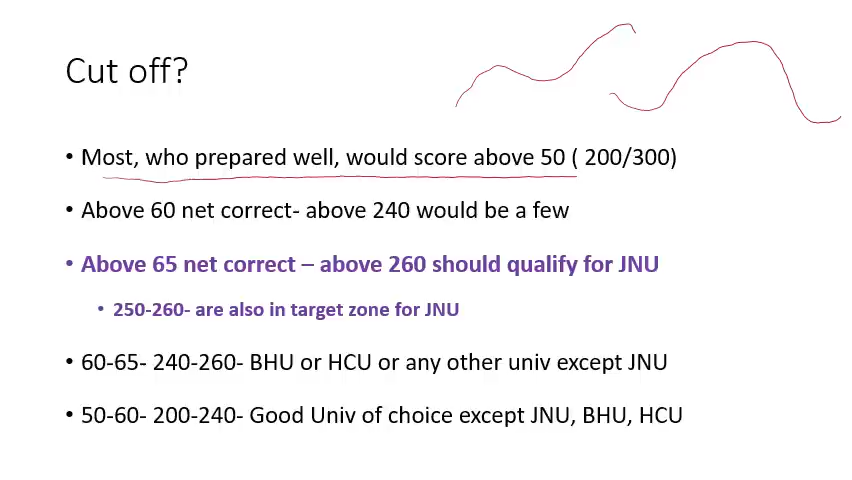 Cut off?
• Most, who prepared well, would score above 50 ( 200/300)
• Above 60 net correct- above 240 would be a few
• Above 65 net correct – above 260 should qualify for JNU
• 250-260- are also in target zone for JNU
• 60-65- 240-260- BHU or HCU or any other univ except JNU
• 50-60- 200-240- Good Univ of choice except JNU, BHU, HCU